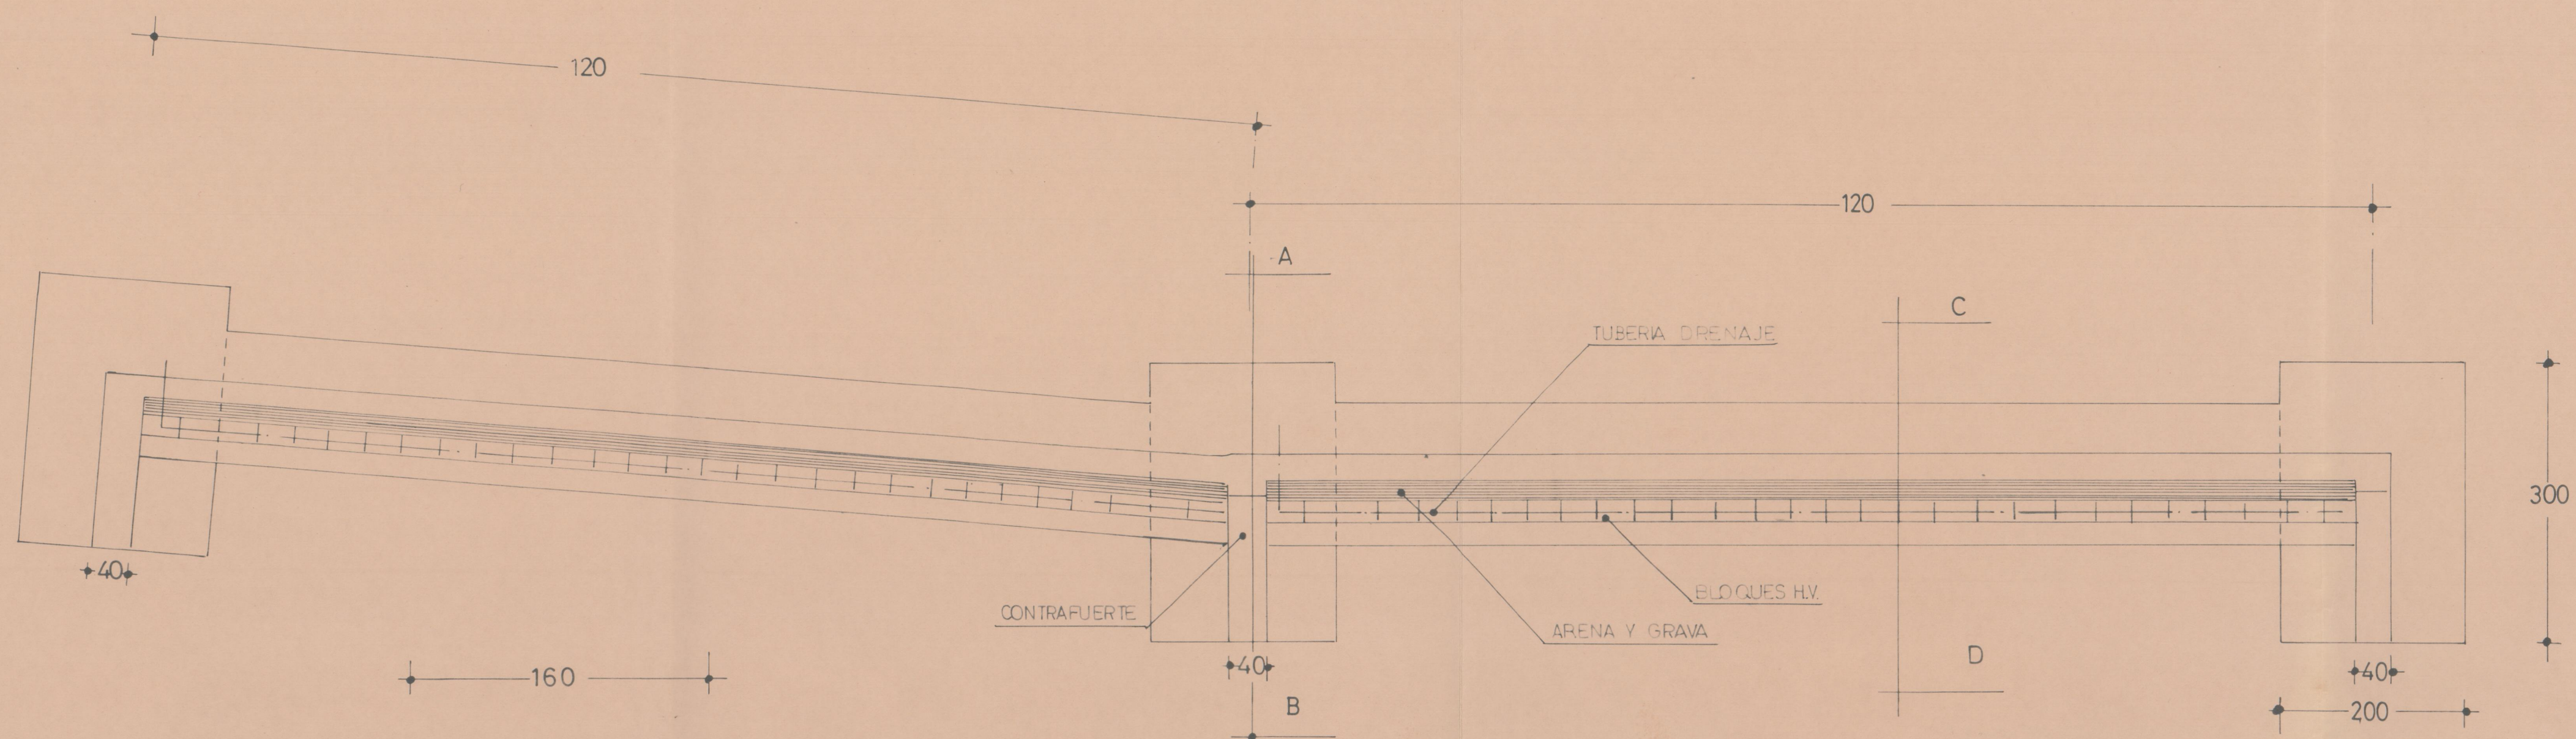 120
120
A
C
TUBERIA DRENAJE
300
40
BLOQUES H.V.
CONTRAFUERTE
ARENA Y GRAVA
D
40
40
160
B
200